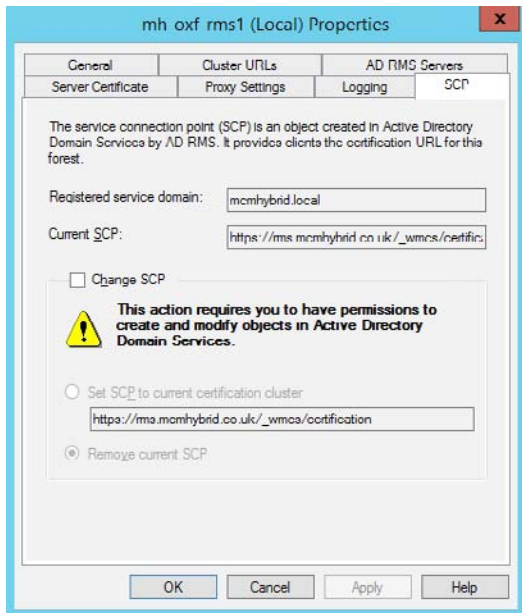 mh oxf rms1 (Local) Properties
x
General Cluster URLs AD RMS Servers
Server Certificate Proxy Settings Logging SCP
The service connection point (SCP) is an object created in Active Directory
Domain Services by AD RMS. It provides clients the certification URL for this
forest.
Registered service domain: mcmhybrid.local
Current SCP: https://rms.mcmhybrid.co.uk/_wmcs/certific
Change SCP
This action requires you to have permissions to
create and modify objects in Active Directory
Domain Services.
Set SCP to current certification cluster
https://rms.mcmhybrid.co.uk/_wmcs/certification
Remove current SCP
OK Cancel Apply Help